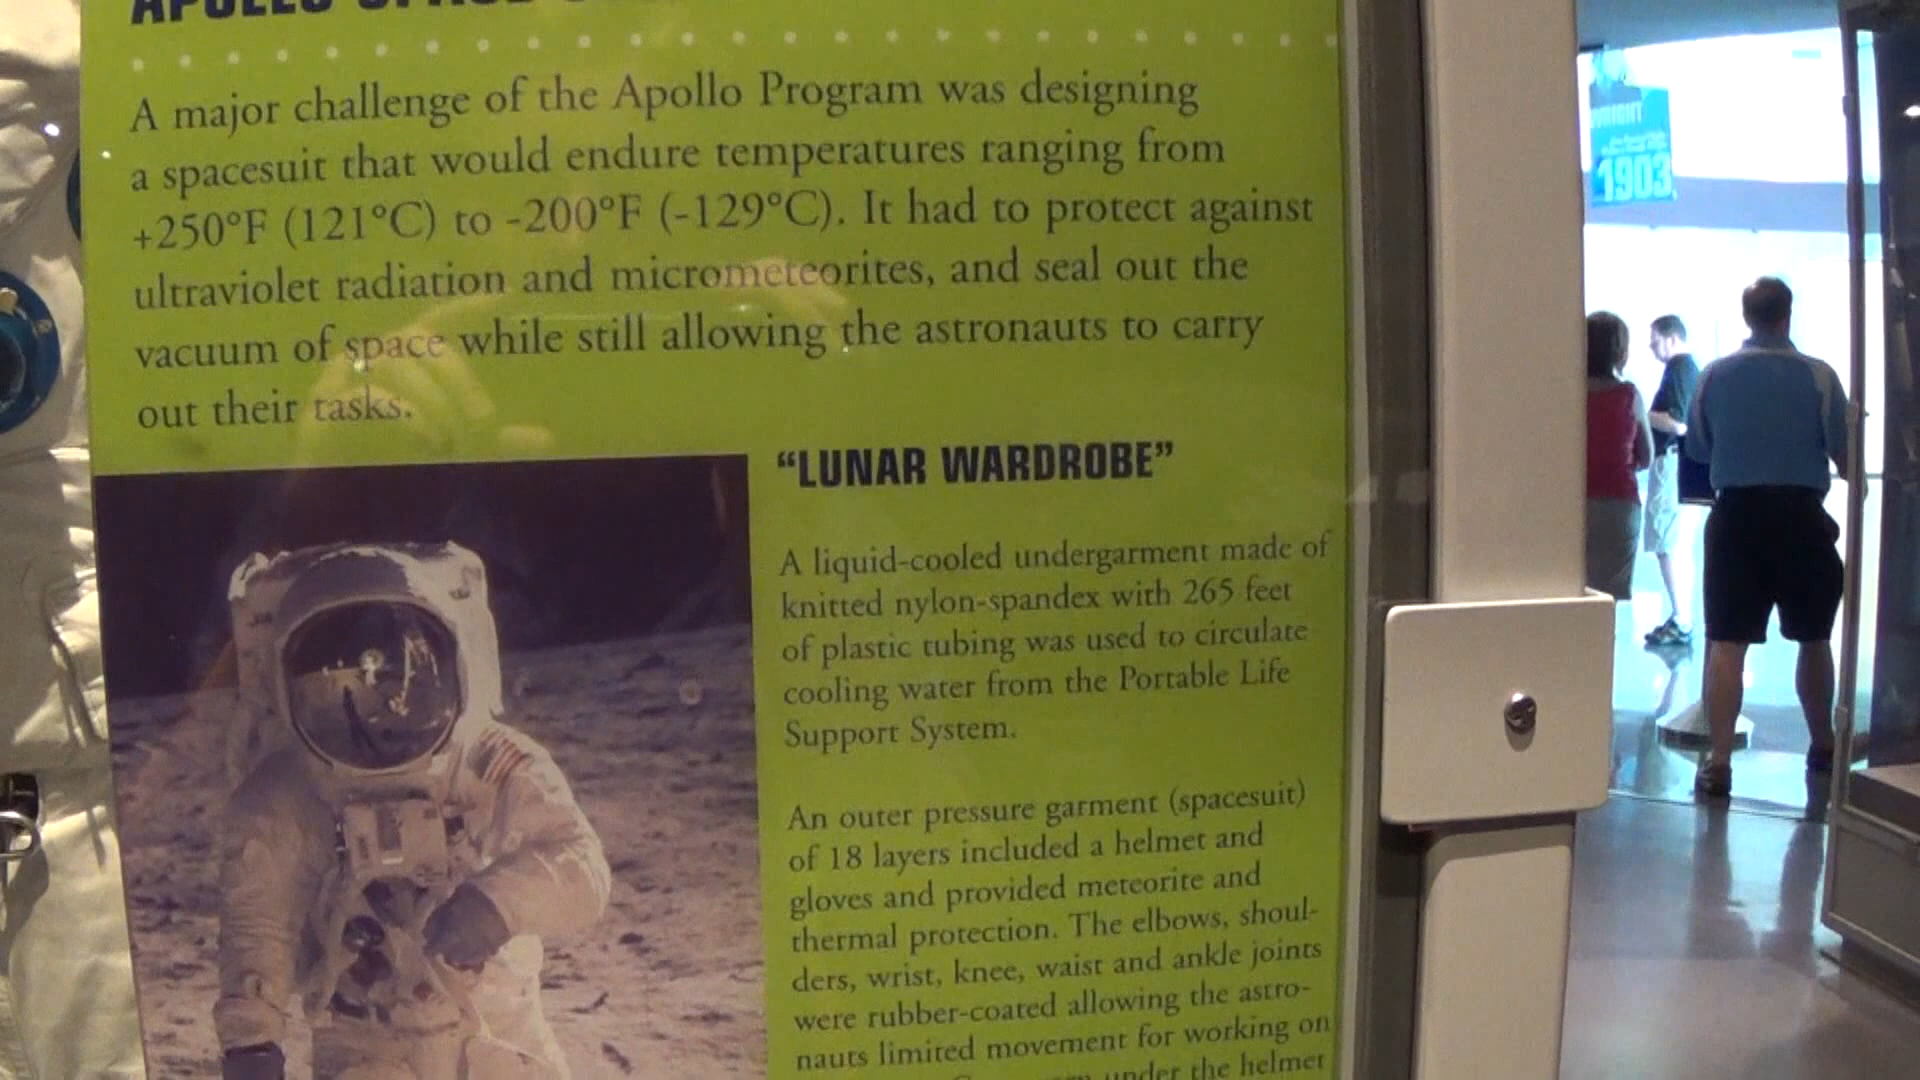 APOLLO SPACE
A major challenge of the Apollo Program was designing
a spacesuit that would endure temperatures ranging from
+250°F (121°C) to -200°F (-129°C). It had to protect against
ultraviolet radiation and micrometeorites, and seal out the
vacuum of space while still allowing the astronauts to carry
out their tasks.
“LUNAR WARDROBE”
A liquid-cooled undergarment made of
knitted nylon-spandex with 265 feet
of plastic tubing was used to circulate
cooling water from the Portable Life
Support System.
An outer pressure garment (spacesuit)
of 18 layers included a helmet and
gloves and provided meteorite and
thermal protection. The elbows, shoul-
ders, wrist, knee, waist and ankle joints
were rubber-coated allowing the astro-
nauts limited movement for working on
under the helmet
1903